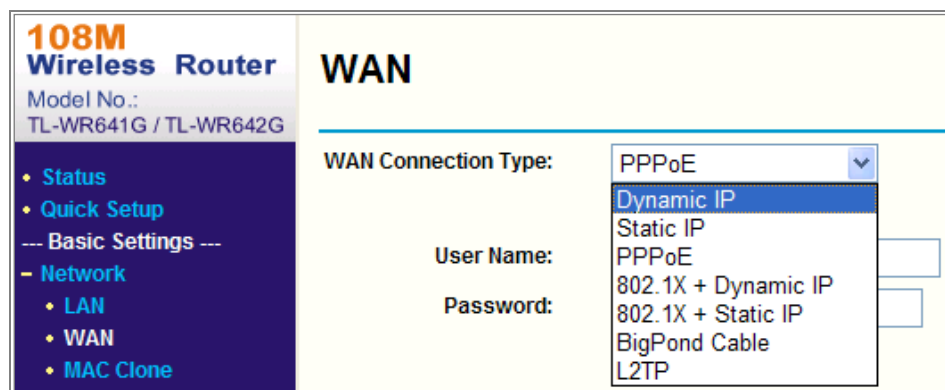 108M
Wireless Router
Model No.:
TL-WR641G / TL-WR642G
Status
Quick Setup
--- Basic Settings ---
Network
LAN
WAN
MAC Clone
WAN
WAN Connection Type:
PPPoE
Dynamic IP
Static IP
PPPoE
802.1X + Dynamic IP
802.1X + Static IP
BigPond Cable
L2TP
User Name:
Password: